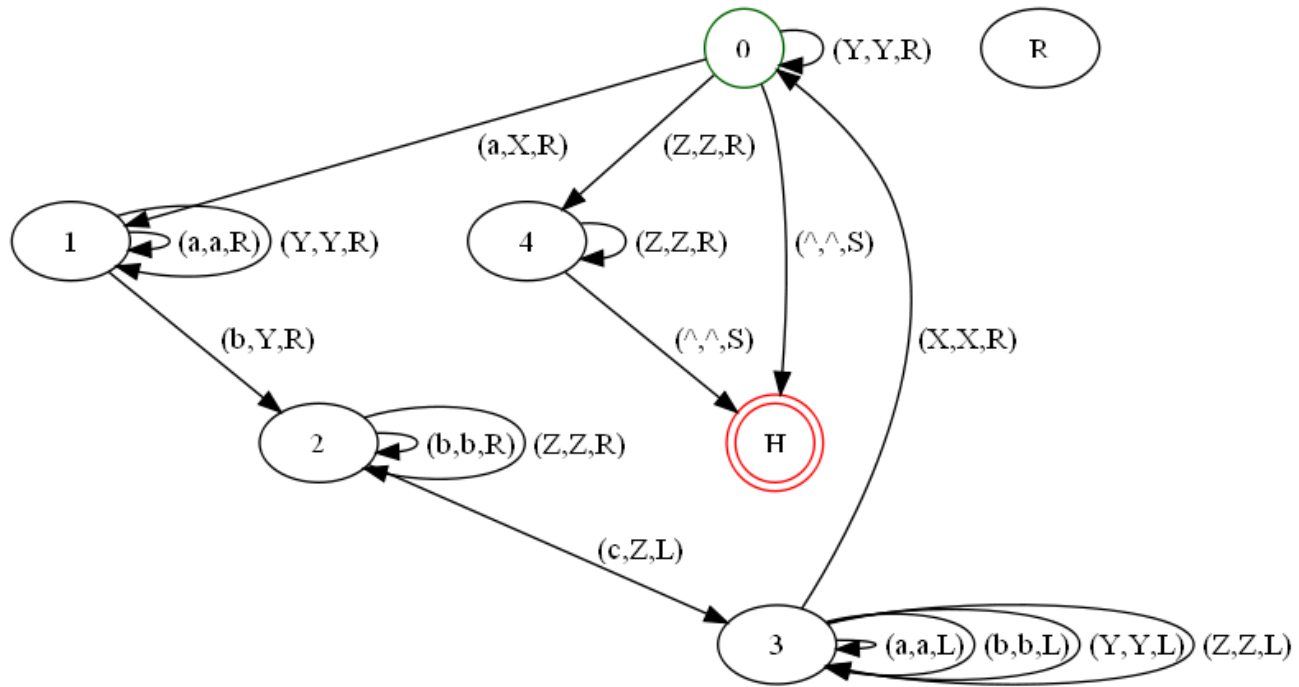 0
(Y,Y,R)
R
(a,X,R)
(Z,Z,R)
1
(a,a,R)
(Y,Y,R)
4
(Z,Z,R)
(^,^,S)
(b,Y,R)
(^,^,S)
(X,X,R)
2
(b,b,R)
(Z,Z,R)
H
(c,Z,L)
3
(a,a,L)
(b,b,L)
(Y,Y,L)
(Z,Z,L)